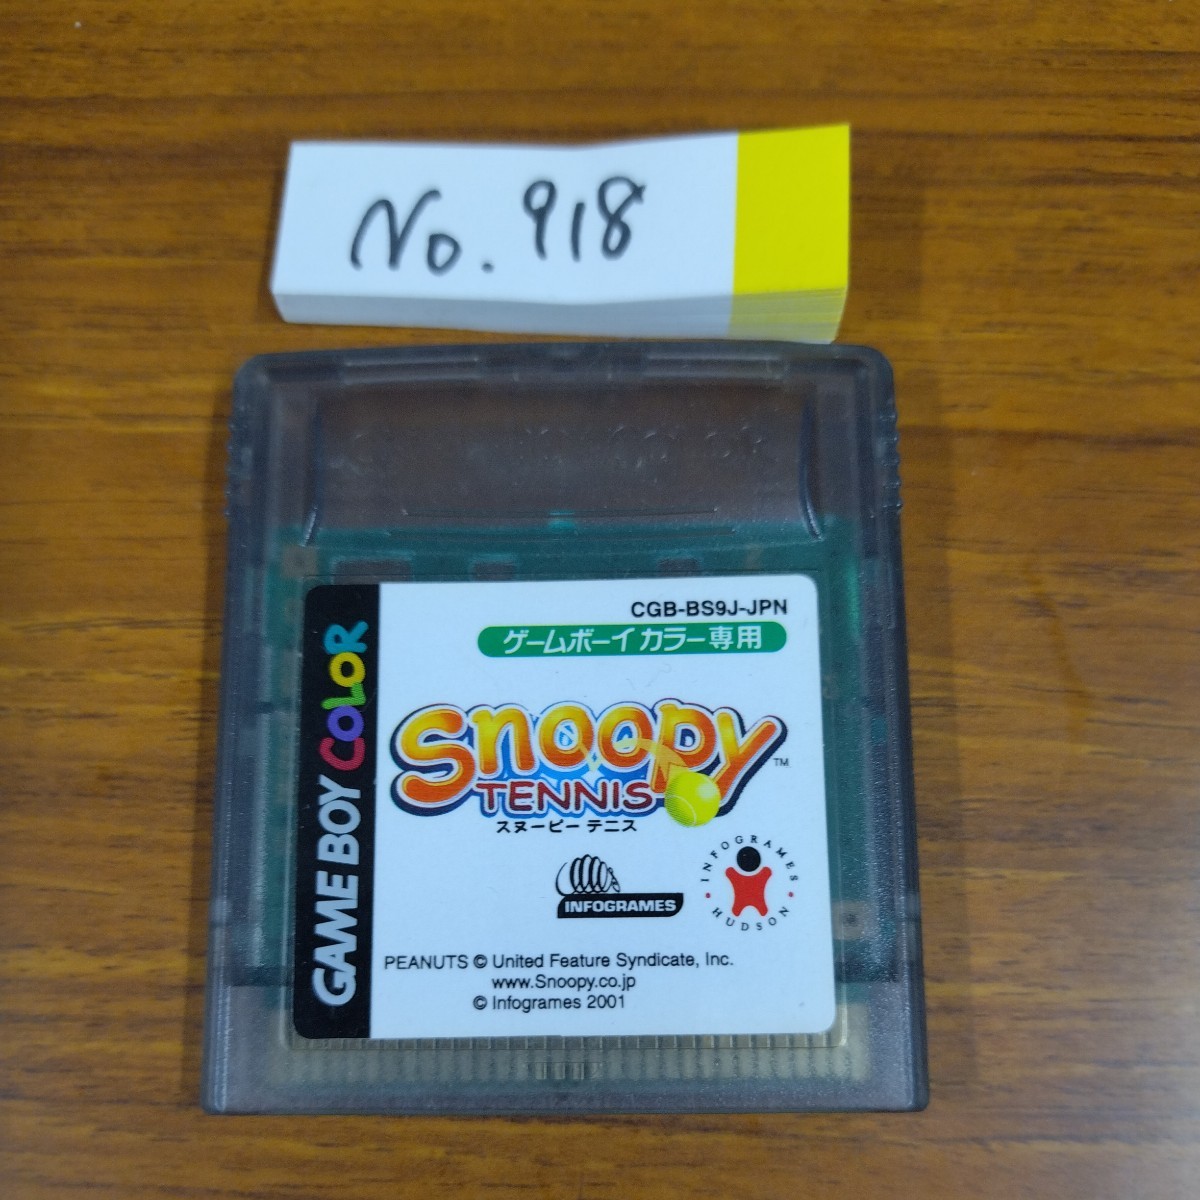 No. 918
CGB-BS9J-JPN
ゲームボーイカラー専用
GAME BOY COLOR
Snoopy
TENNIS
TM
スヌーピー テニス
INFOGRAMES
INFOGRAMES
HUDSON
PEANUTS © United Feature Syndicate, Inc.
www.Snoopy.co.jp
© Infogrames 2001